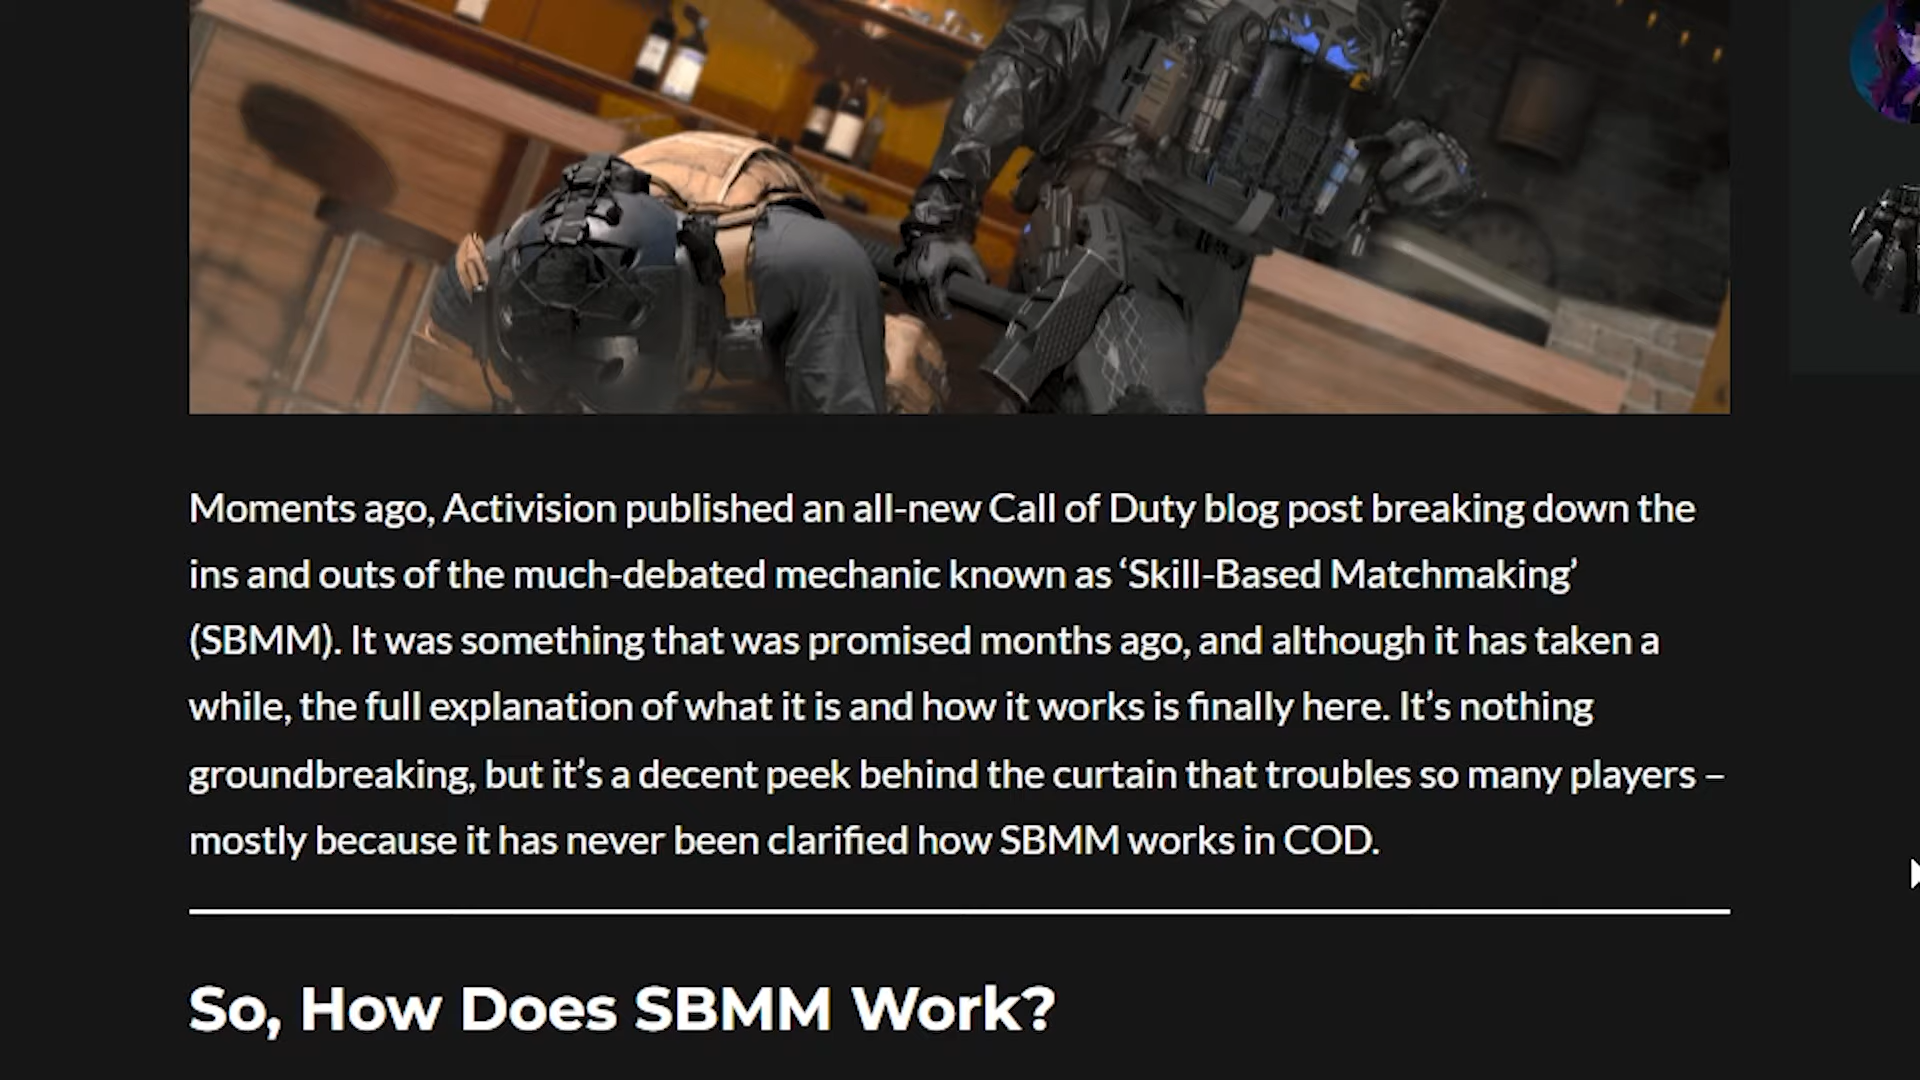 Moments ago, Activision published an all-new Call of Duty blog post breaking down the
ins and outs of the much-debated mechanic known as ‘Skill-Based Matchmaking’
(SBMM). It was something that was promised months ago, and although it has taken a
while, the full explanation of what it is and how it works is finally here. It’s nothing
groundbreaking, but it’s a decent peek behind the curtain that troubles so many players –
mostly because it has never been clarified how SBMM works in COD.
So, How Does SBMM Work?